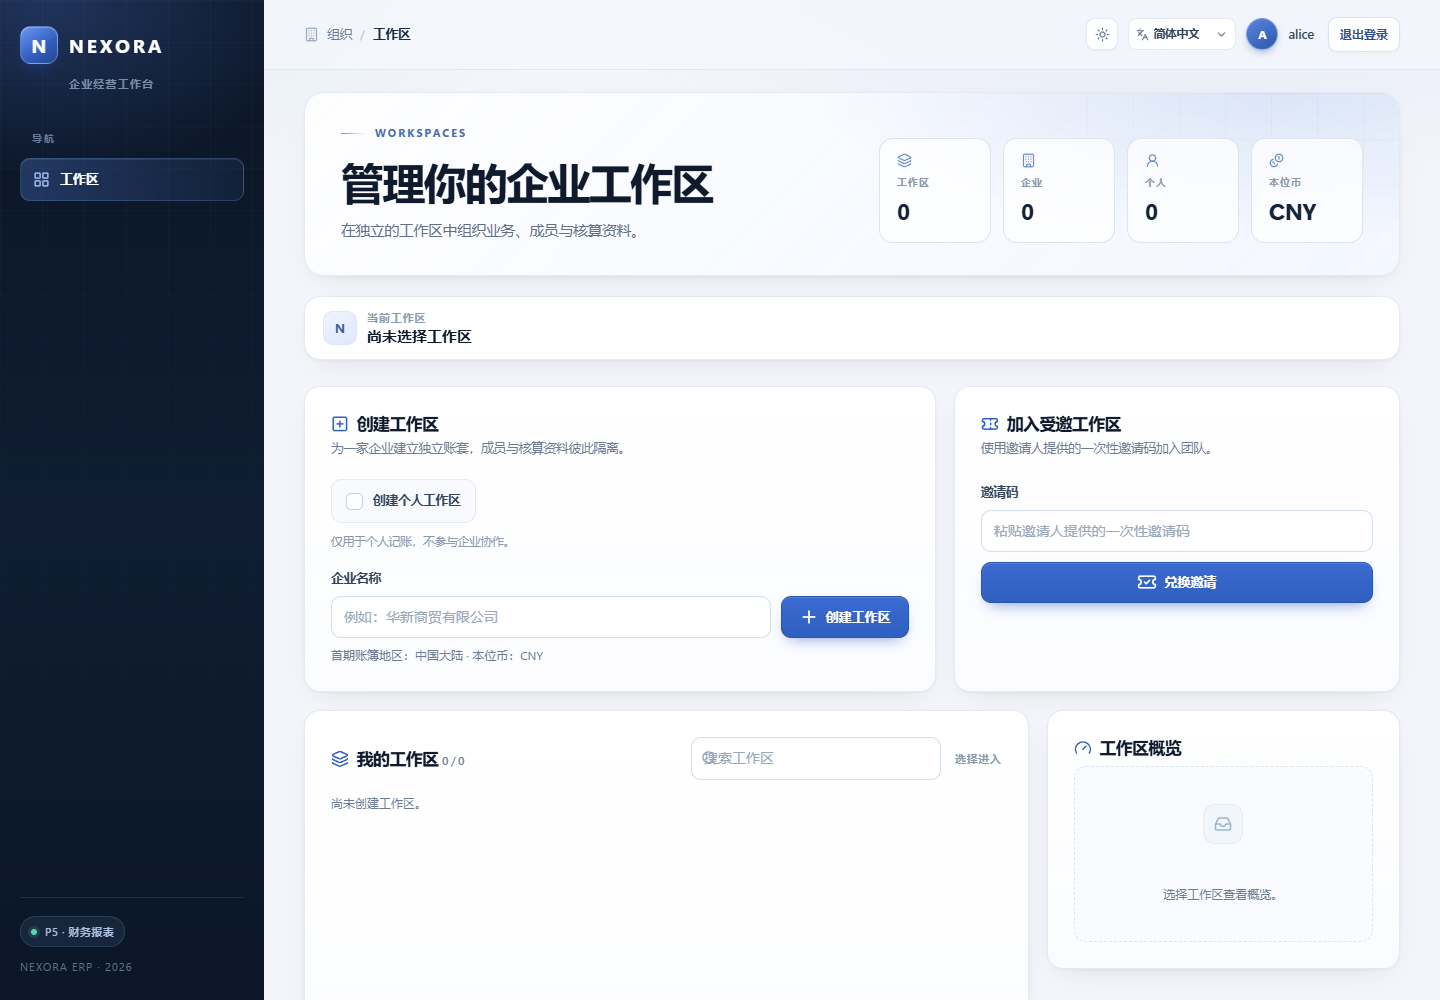 N NEXORA
企业经营工作台
导航
工作区
P5 · 财务报表
NEXORA ERP · 2026
组织 / 工作区
简体中文
A alice
退出登录
WORKSPACES
管理你的企业工作区
在独立的工作区中组织业务、成员与核算资料。
工作区
0
企业
0
个人
0
本位币
CNY
N
当前工作区
尚未选择工作区
创建工作区
为一家企业建立独立账套，成员与核算资料彼此隔离。
创建个人工作区
仅用于个人记账，不参与企业协作。
企业名称
例如：华新商贸有限公司
创建工作区
首期账簿地区：中国大陆 · 本位币：CNY
加入受邀工作区
使用邀请人提供的一次性邀请码加入团队。
邀请码
粘贴邀请人提供的一次性邀请码
兑换邀请
我的工作区 0 / 0
搜索工作区
选择进入
尚未创建工作区。
工作区概览
选择工作区查看概览。